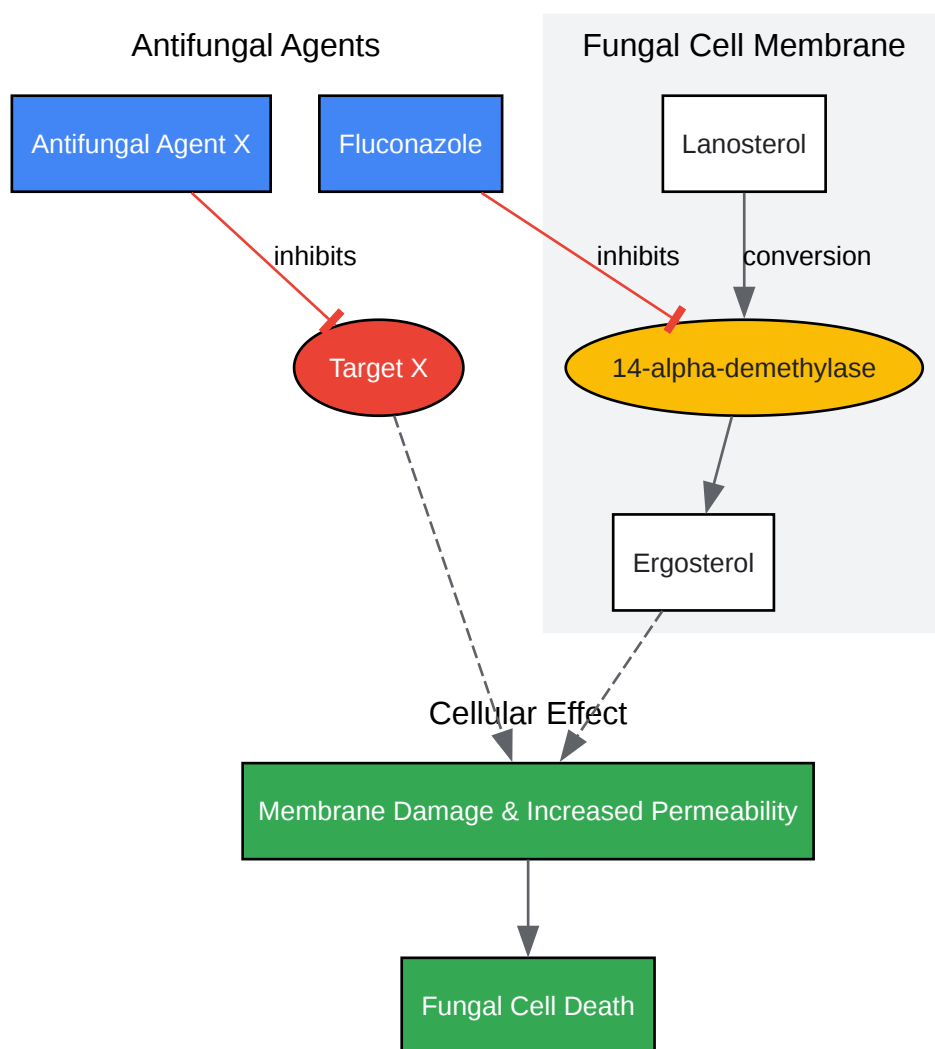 Antifungal Agents
Fungal Cell Membrane
Antifungal Agent X
Fluconazole
Lanosterol
inhibits
inhibits
conversion
Target X
14-alpha-demethylase
Ergosterol
Cellular Effect
Membrane Damage & Increased Permeability
Fungal Cell Death